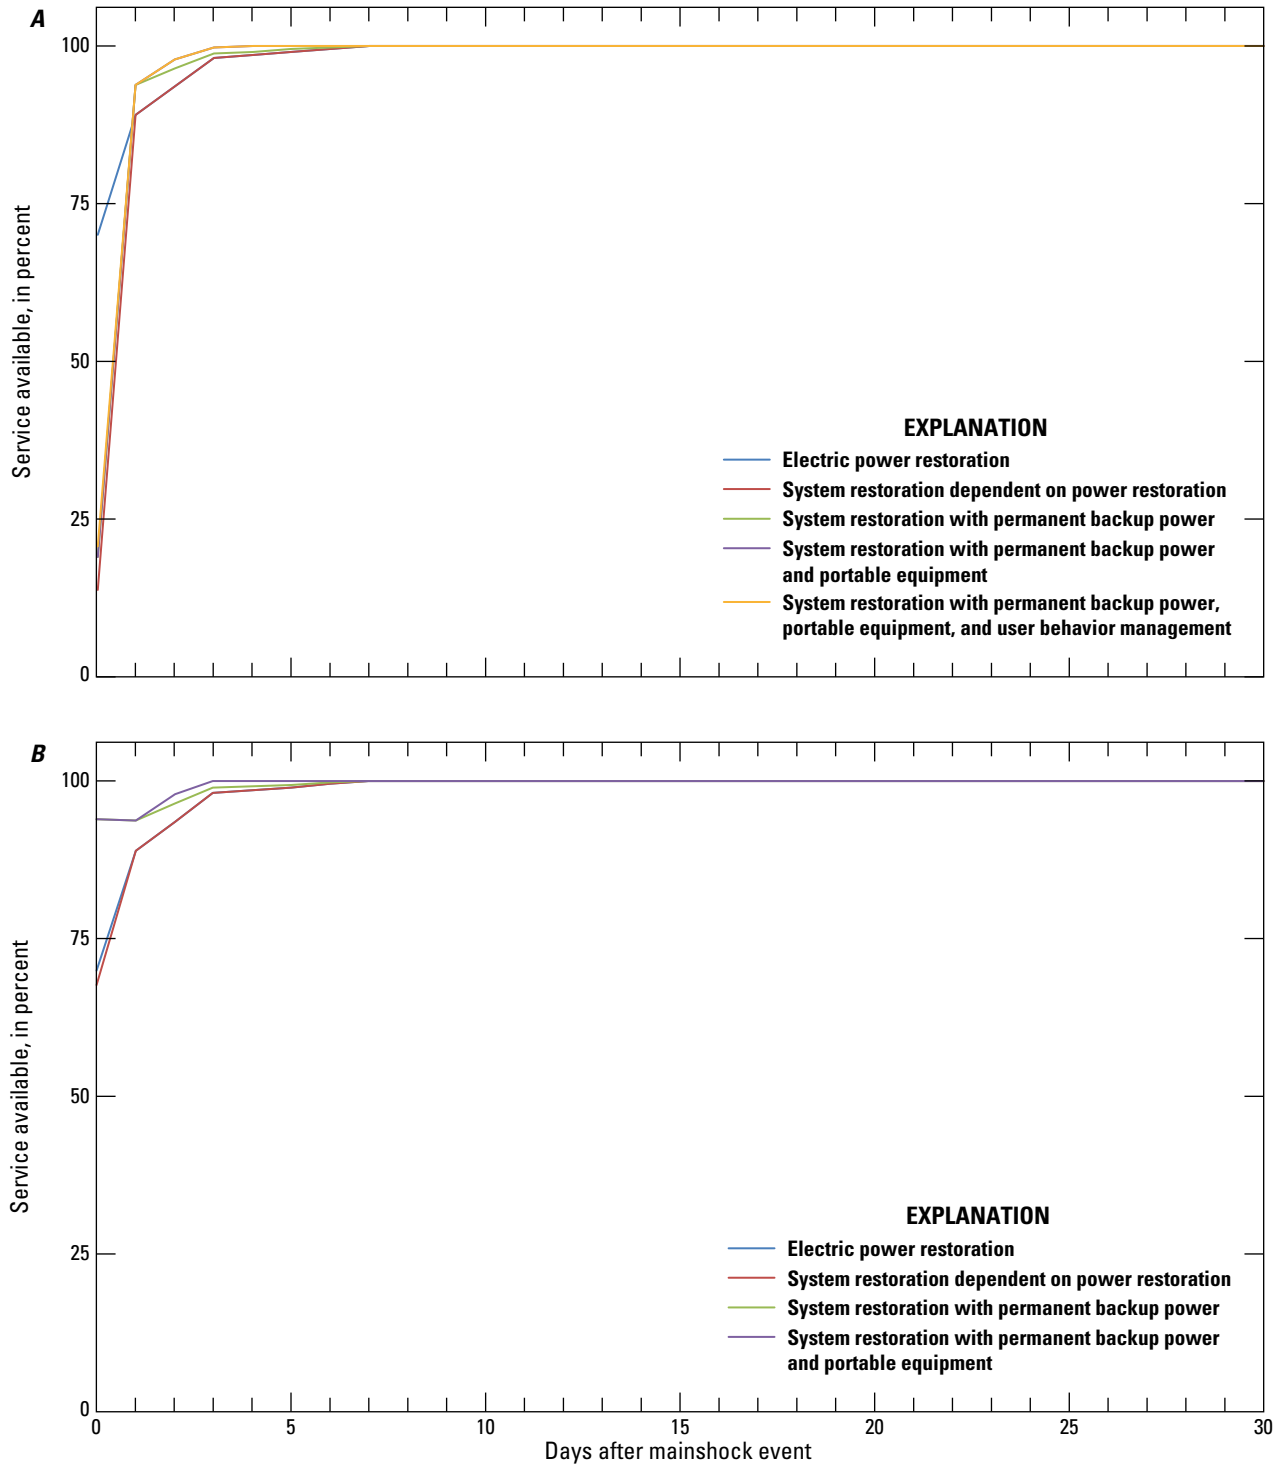 A
100
75
50
25
0
Service available, in percent
EXPLANATION
Electric power restoration
System restoration dependent on power restoration
System restoration with permanent backup power
System restoration with permanent backup power
and portable equipment
System restoration with permanent backup power,
portable equipment, and user behavior management
B
100
75
50
25
0
Service available, in percent
EXPLANATION
Electric power restoration
System restoration dependent on power restoration
System restoration with permanent backup power
System restoration with permanent backup power
and portable equipment
0 5 10 15 20 25 30
Days after mainshock event